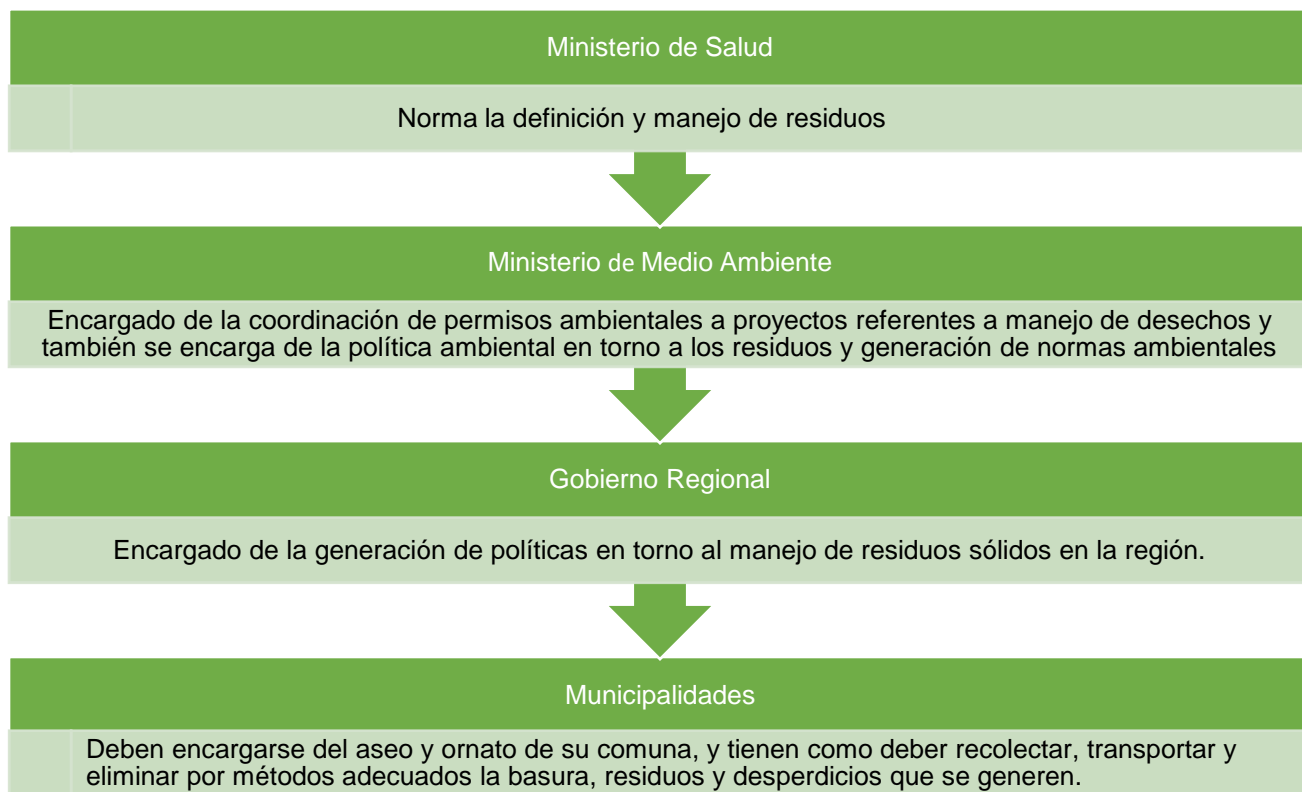 Ministerio de Salud
Norma la definición y manejo de residuos
Ministerio de Medio Ambiente
Encargado de la coordinación de permisos ambientales a proyectos referentes a manejo de desechos y
también se encarga de la política ambiental en torno a los residuos y generación de normas ambientales
Gobierno Regional
Encargado de la generación de políticas en torno al manejo de residuos sólidos en la región.
Municipalidades
Deben encargarse del aseo y ornato de su comuna, y tienen como deber recolectar, transportar y
eliminar por métodos adecuados la basura, residuos y desperdicios que se generen.